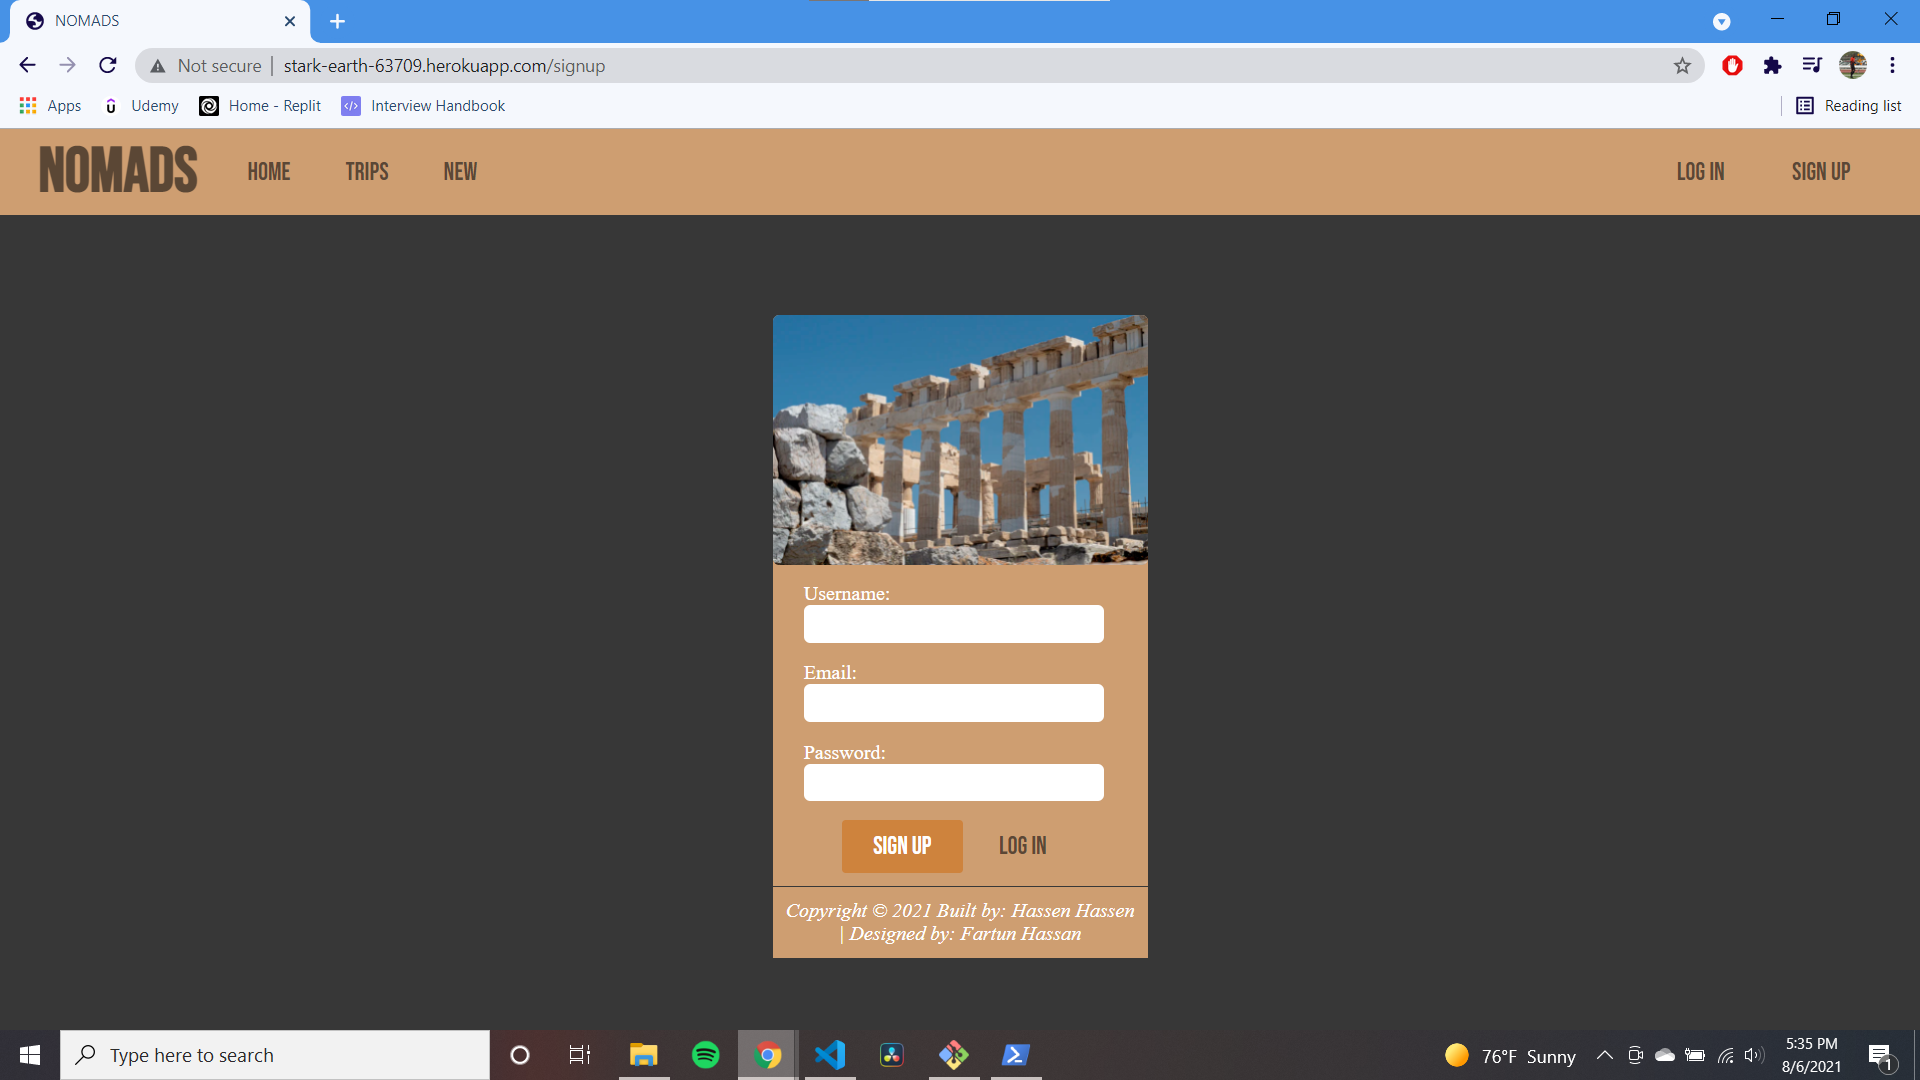 NOMADS
Not secure | stark-earth-63709.herokuapp.com/signup
Apps Udemy Home - Replit Interview Handbook Reading list
NOMADS HOME TRIPS NEW LOG IN SIGN UP
Username:
Email:
Password:
SIGN UP LOG IN
Copyright © 2021 Built by: Hassen Hassen
| Designed by: Fartun Hassan
Type here to search
76°F Sunny
5:35 PM
8/6/2021
1